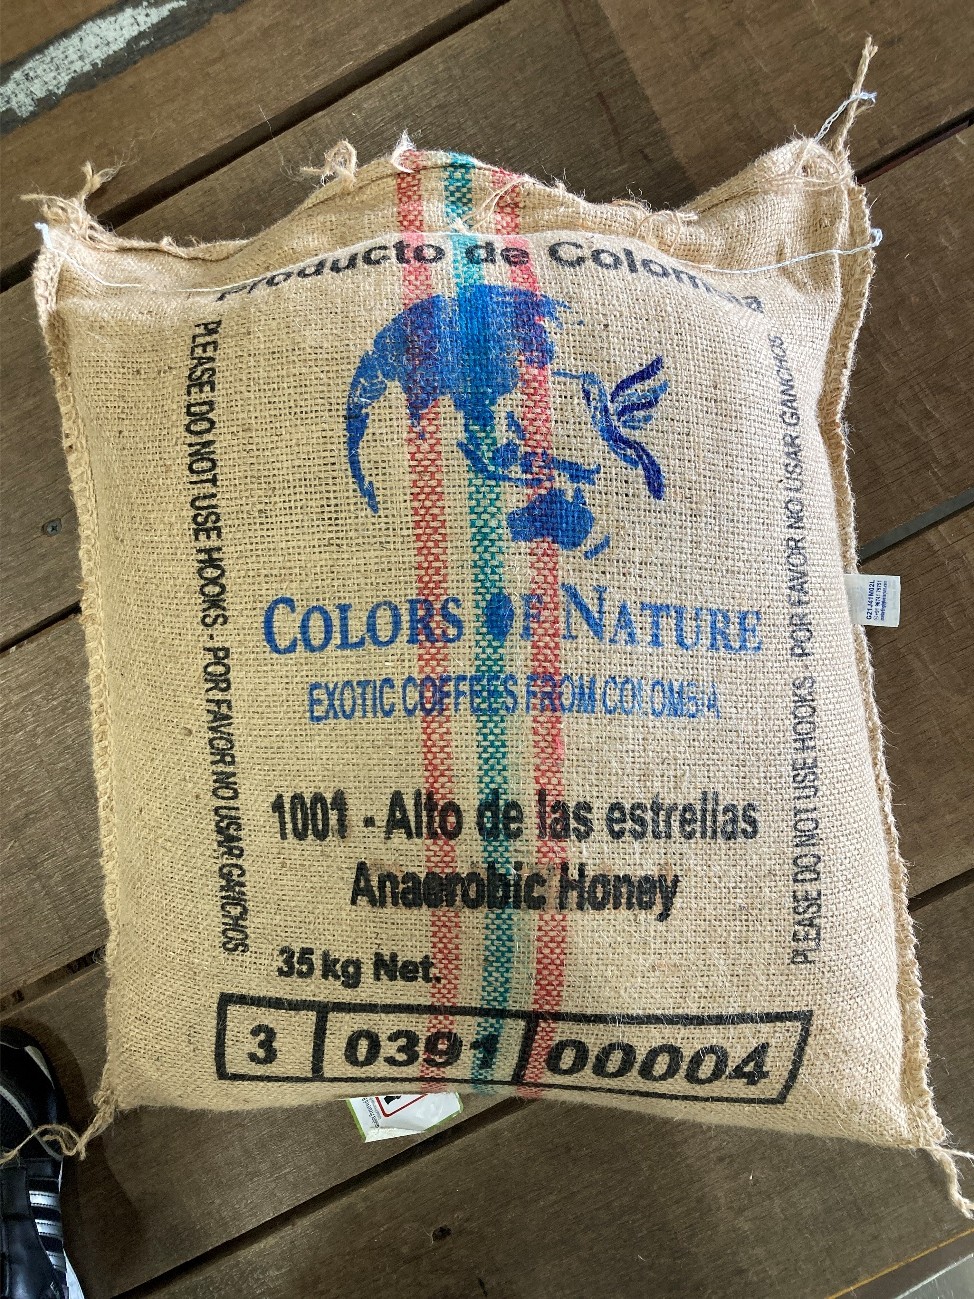 Producto de Colombia
PLEASE DO NOT USE HOOKS - POR FAVOR NO USAR GANCHOS
PLEASE DO NOT USE HOOKS POR FAVOR NO USAR GANCHOS
COLORS OF NATURE
EXOTIC COFFEES FROM COLOMBIA
1001 - Alto de las estrellas
Anaerobic Honey
35 kg Net.
3 0391 00004